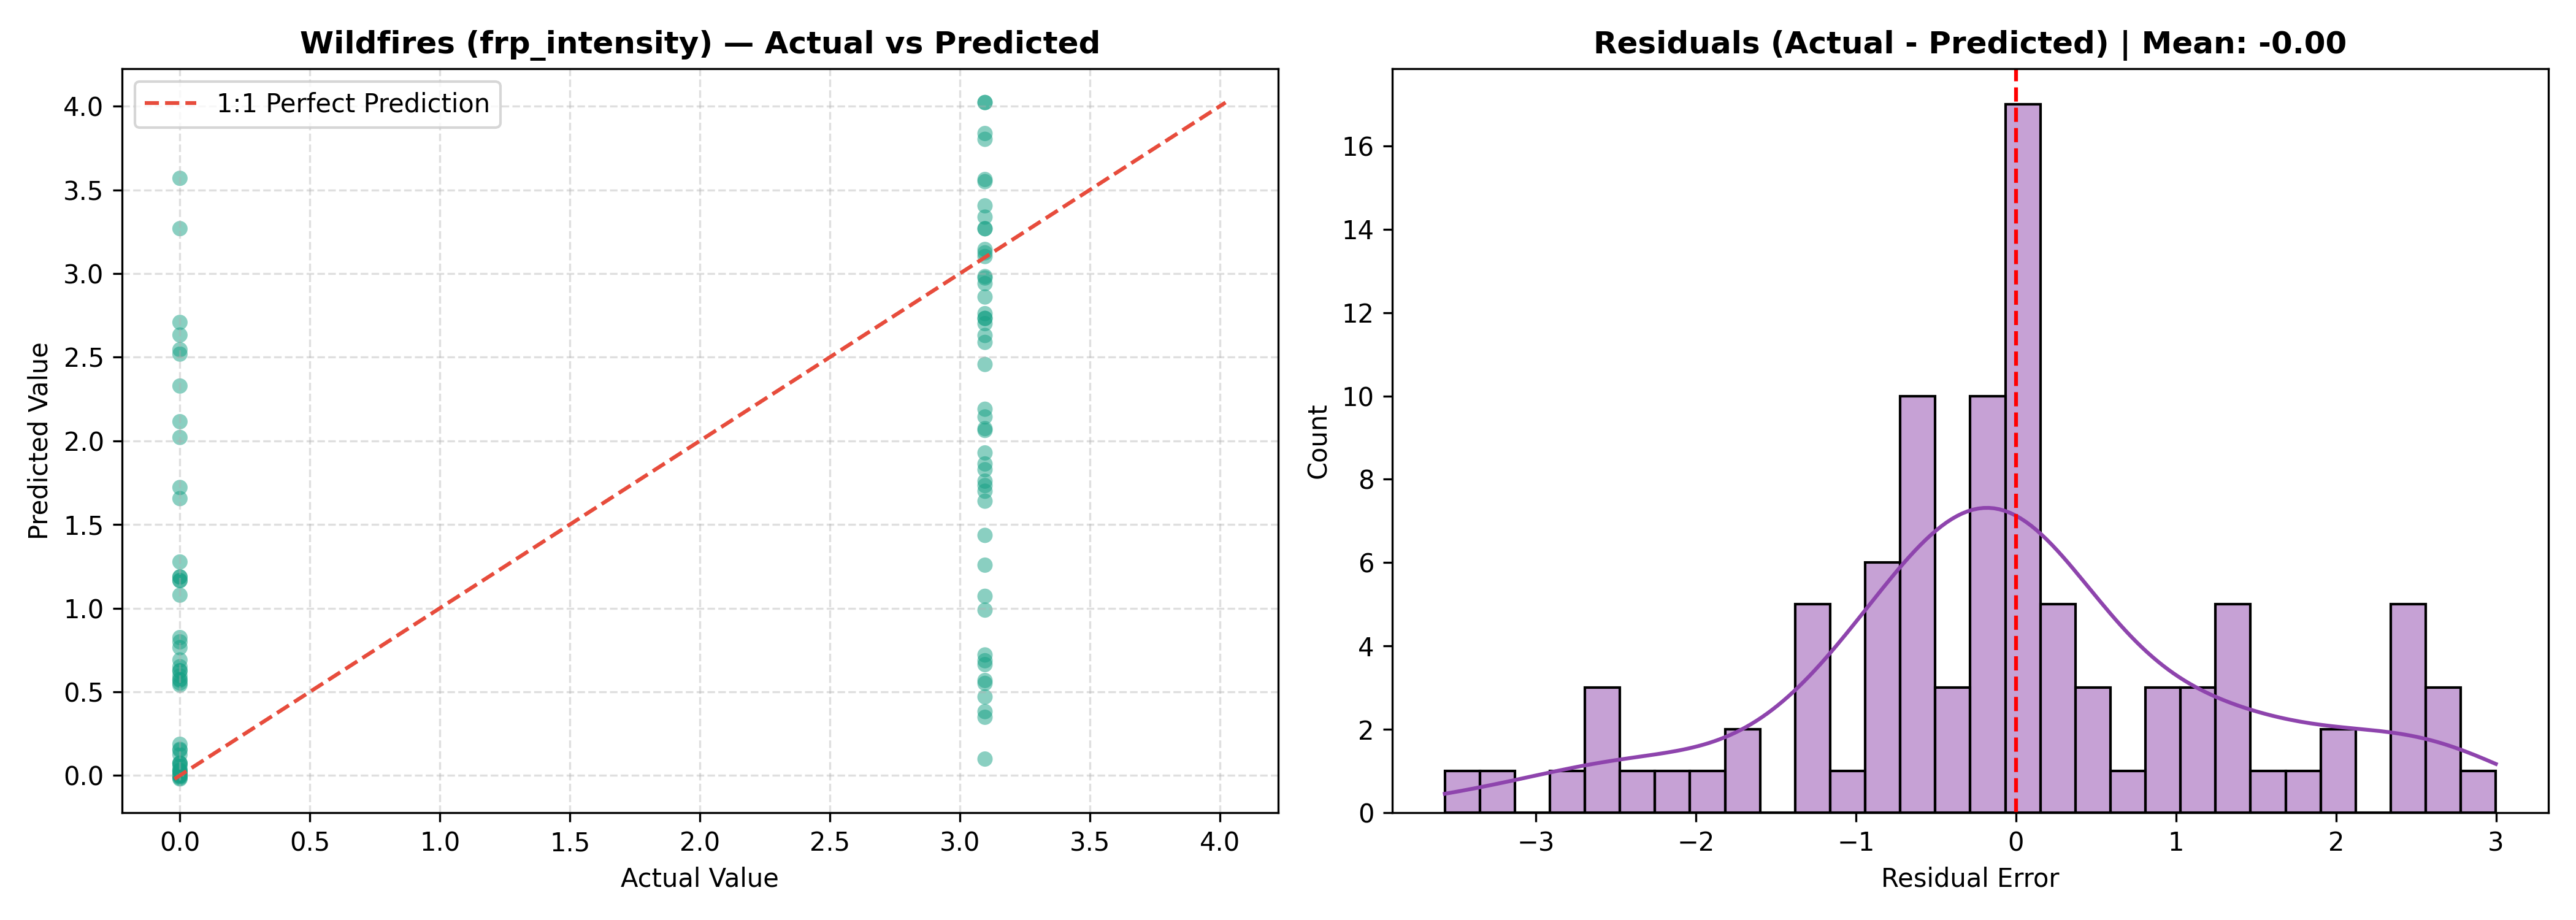 Wildfires (frp_intensity) — Actual vs Predicted
1:1 Perfect Prediction
4.0
3.5
3.0
2.5
2.0
1.5
1.0
0.5
0.0
Predicted Value
0.0 0.5 1.0 1.5 2.0 2.5 3.0 3.5 4.0
Actual Value
Residuals (Actual - Predicted) | Mean: -0.00
16
14
12
10
8
6
4
2
0
Count
−3 −2 −1 0 1 2 3
Residual Error